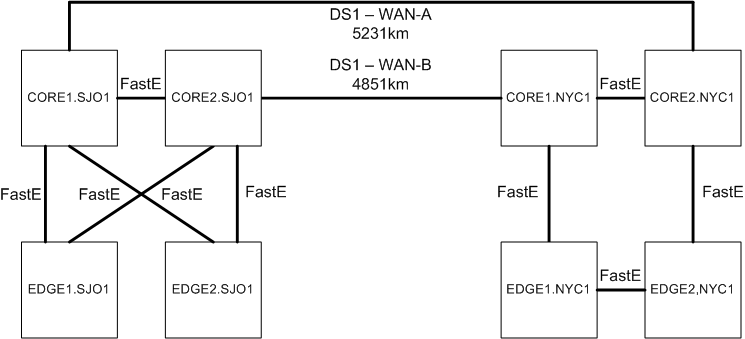 DS1 – WAN-A
5231km
DS1 – WAN-B
4851km
FastE
FastE
CORE1.SJO1
CORE2.SJO1
CORE1.NYC1
CORE2.NYC1
FastE
FastE
FastE
FastE
FastE
FastE
FastE
EDGE1.SJO1
EDGE2.SJO1
EDGE1.NYC1
EDGE2,NYC1